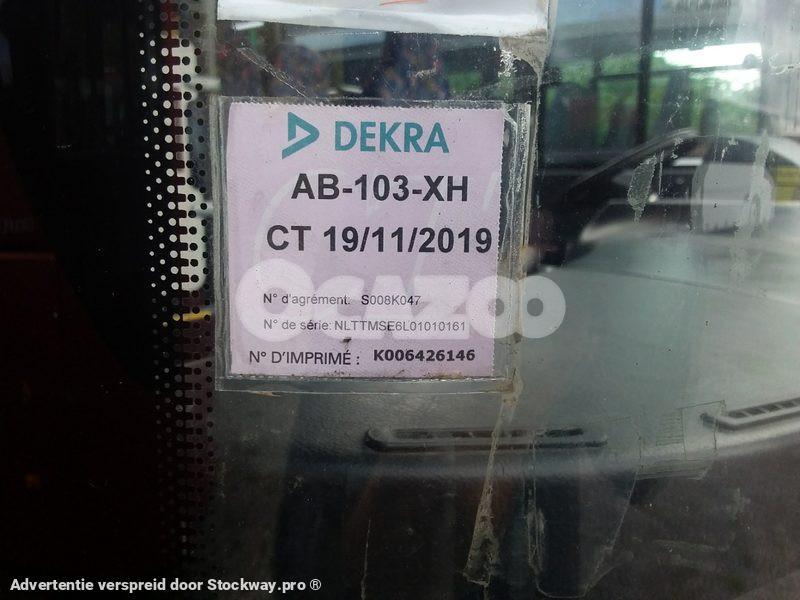 DEKRA
AB-103-XH
CT 19/11/2019
OCAZOO
N° d'agrément: S008K047
N° de série: NLTTMSE6L01010161
N° D'IMPRIMÉ : K006426146
Advertentie verspreid door Stockway.pro ®